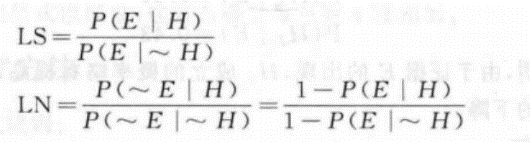 LS = P(E | H) / P(E | ~ H)
LN = P(~ E | H) / P(~ E | ~ H) = 1 − P(E | H) / 1 − P(E | ~ H)